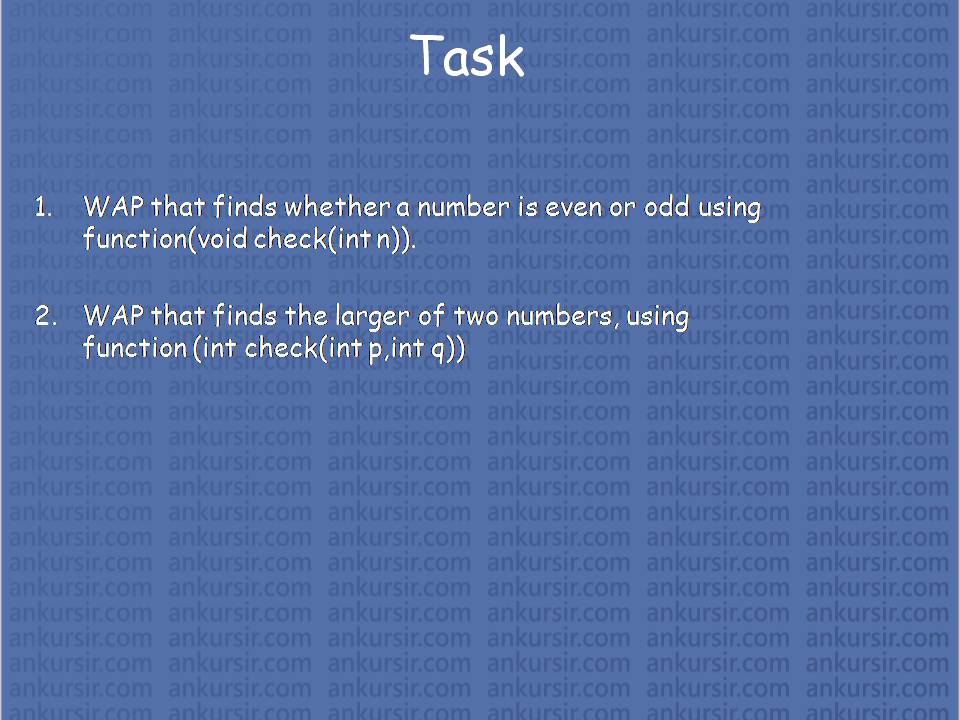 Task
1. WAP that finds whether a number is even or odd using
function(void check(int n)).
2. WAP that finds the larger of two numbers, using
function (int check(int p,int q))
ankursir.com